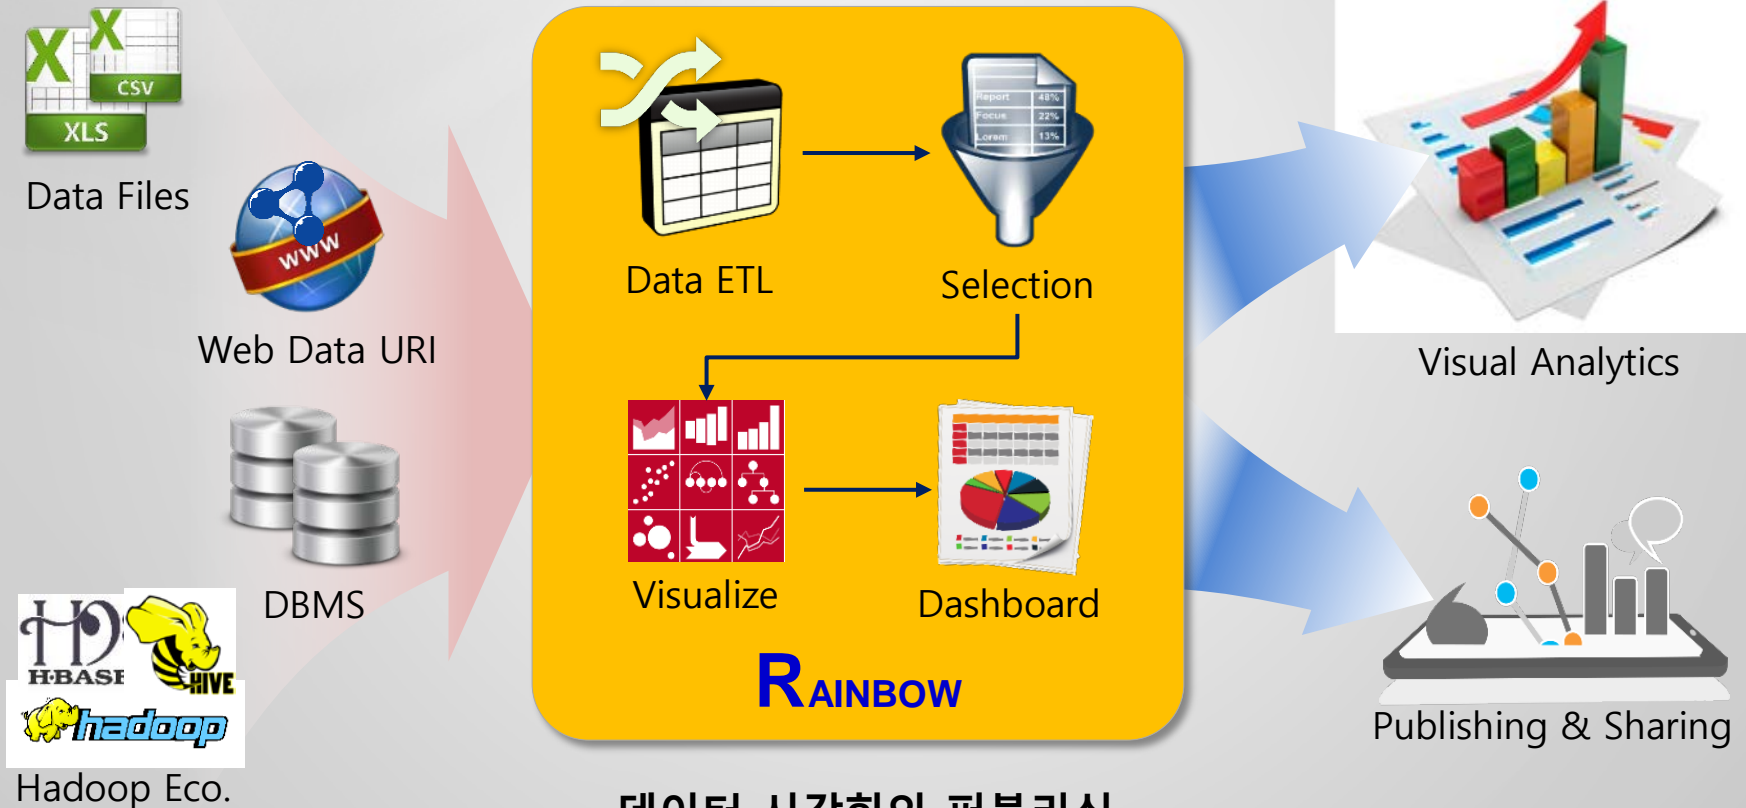 CSV
XLS
Data Files
WWW
Web Data URI
DBMS
H·BASE
HIVE
hadoop
Hadoop Eco.
Data ETL
Report 48%
Focus 22%
Lorem 13%
Selection
Visualize
Dashboard
RAINBOW
Visual Analytics
Publishing & Sharing